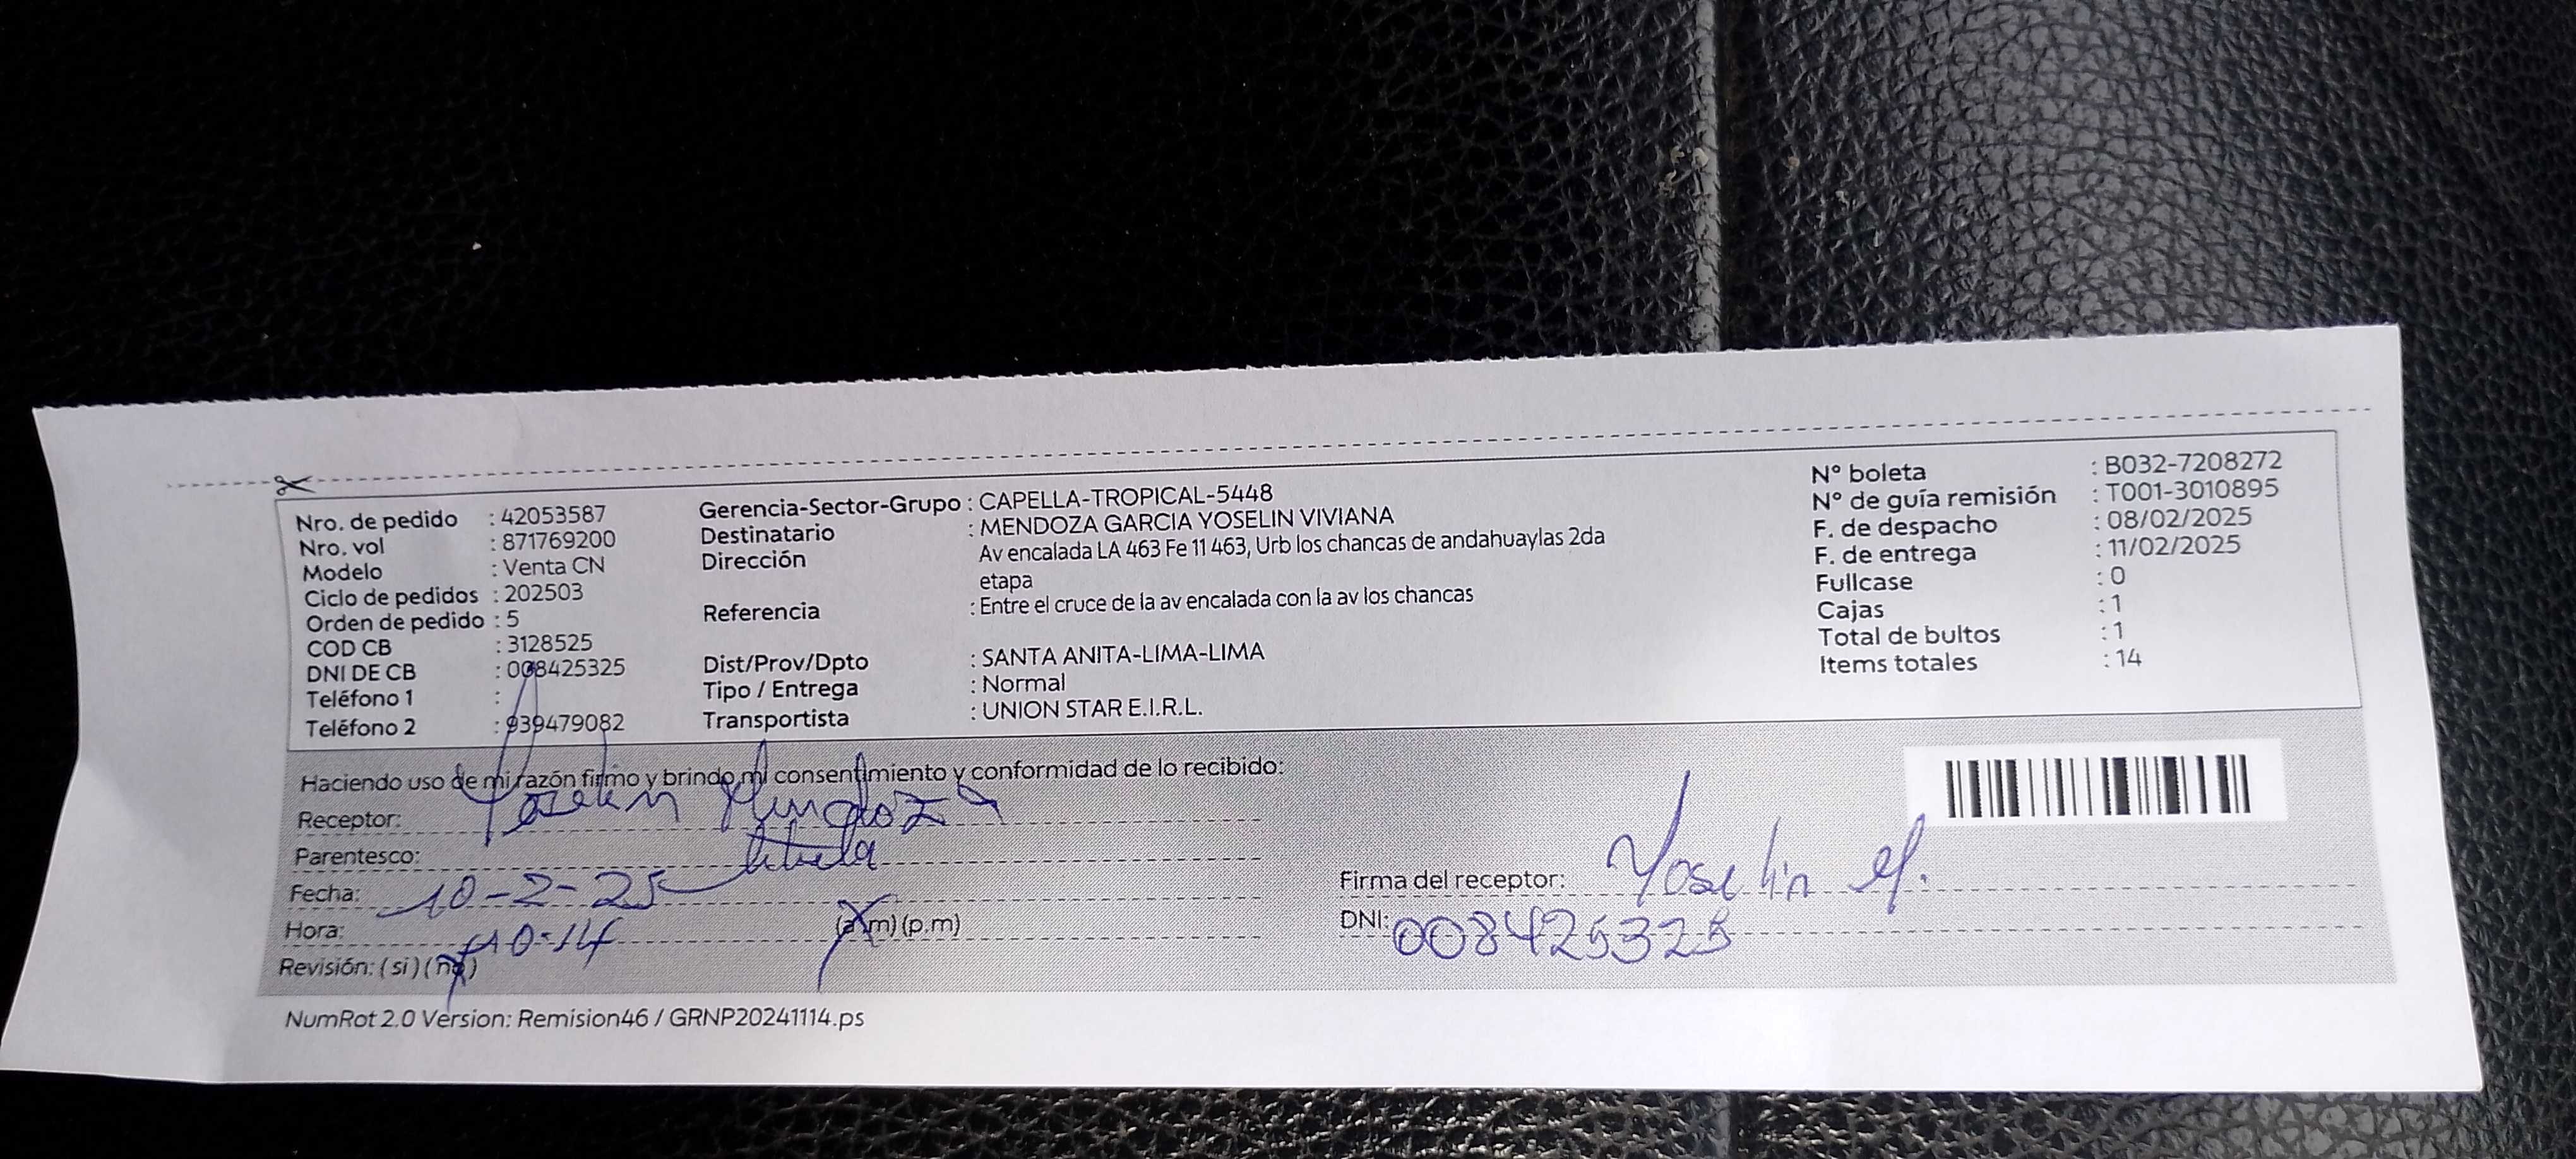 Nro. de pedido : 42053587
Nro. vol : 871769200
Modelo : Venta CN
Ciclo de pedidos : 202503
Orden de pedido : 5
COD CB : 3128525
DNI DE CB : 008425325
Teléfono 1 :
Teléfono 2 : 939479082
Gerencia-Sector-Grupo : CAPELLA-TROPICAL-5448
Destinatario : MENDOZA GARCIA YOSELIN VIVIANA
Dirección Av encalada LA 463 Fe 11 463, Urb los chancas de andahuaylas 2da
etapa
Referencia : Entre el cruce de la av encalada con la av los chancas
Dist/Prov/Dpto : SANTA ANITA-LIMA-LIMA
Tipo / Entrega : Normal
Transportista : UNION STAR E.I.R.L.
N° boleta : B032-7208272
N° de guía remisión : T001-3010895
F. de despacho : 08/02/2025
F. de entrega : 11/02/2025
Fullcase : 0
Cajas : 1
Total de bultos : 1
Items totales : 14
Haciendo uso de mi razón firmo y brindo mi consentimiento y conformidad de lo recibido:
Receptor: Yoselin Mendoza
Parentesco: titula
Fecha: 10-2-25
Hora: 10-14 (a.m) (p.m)
Revisión: (si) (no)
Firma del receptor: Yoselin M.
DNI: 008425325
NumRot 2.0 Version: Remision46 / GRNP20241114.ps